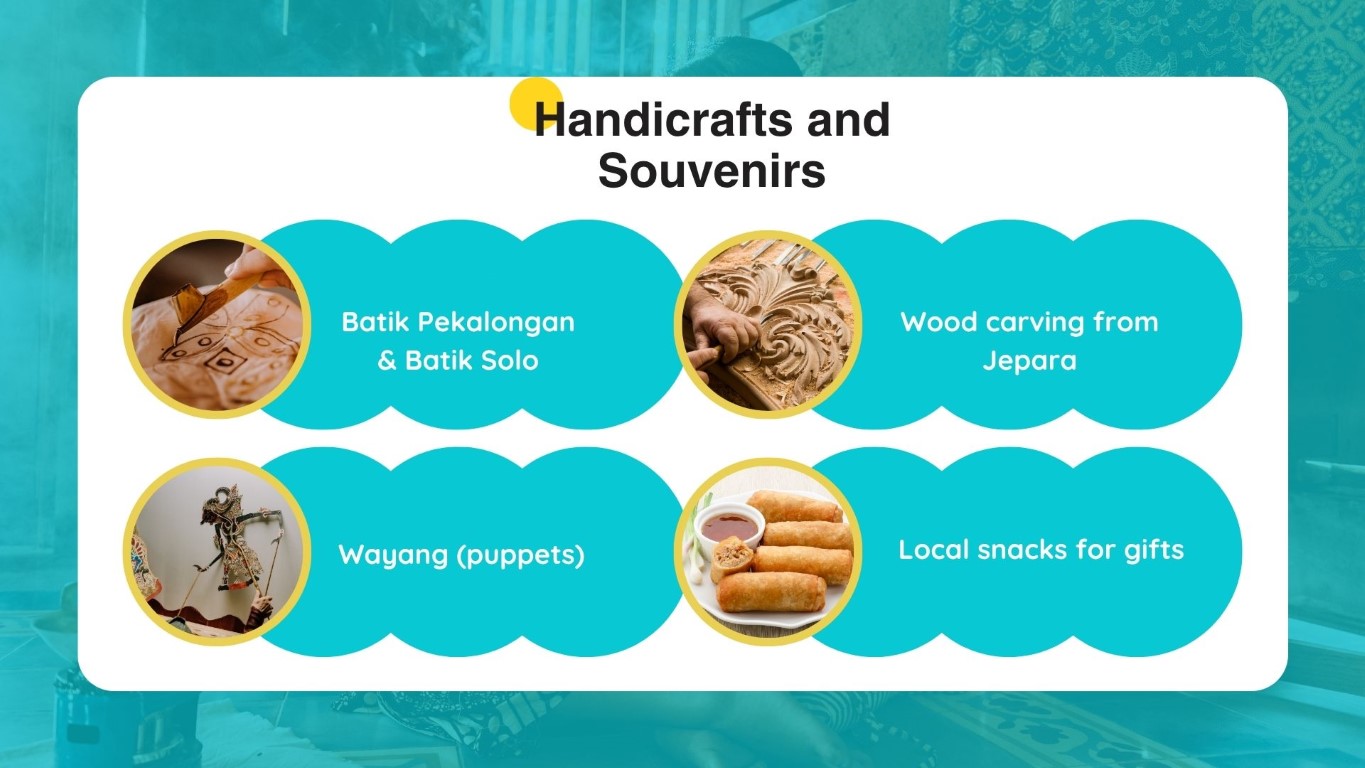 Handicrafts and
Souvenirs
Batik Pekalongan
& Batik Solo
Wood carving from
Jepara
Wayang (puppets)
Local snacks for gifts